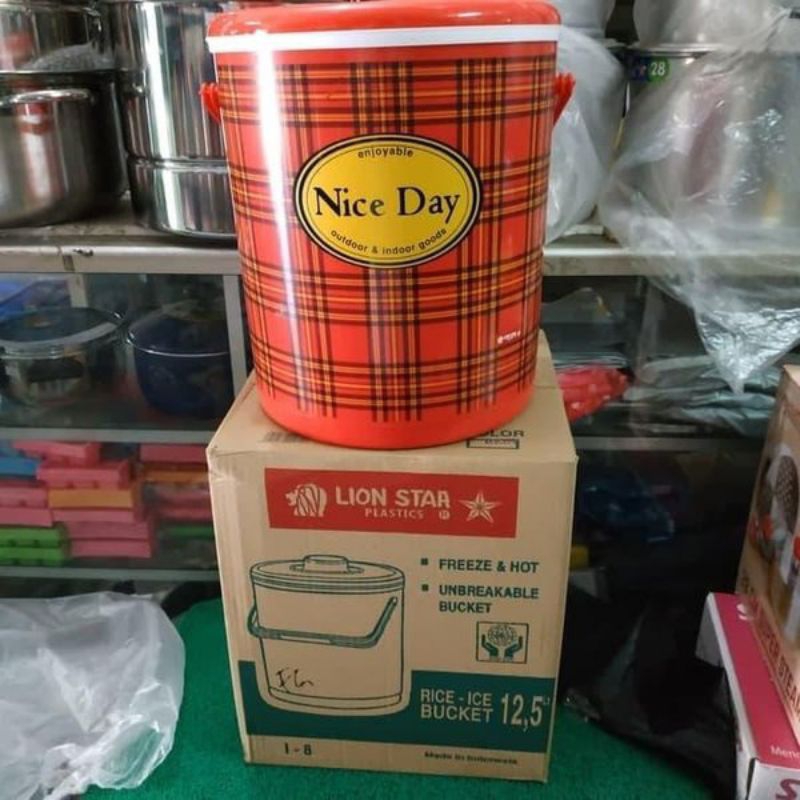 28
enjoyable
Nice Day
outdoor & indoor goods
LION STAR
PLASTICS
FREEZE & HOT
UNBREAKABLE
BUCKET
RICE - ICE
BUCKET 12,5
1 - 8
Made in Indonesia